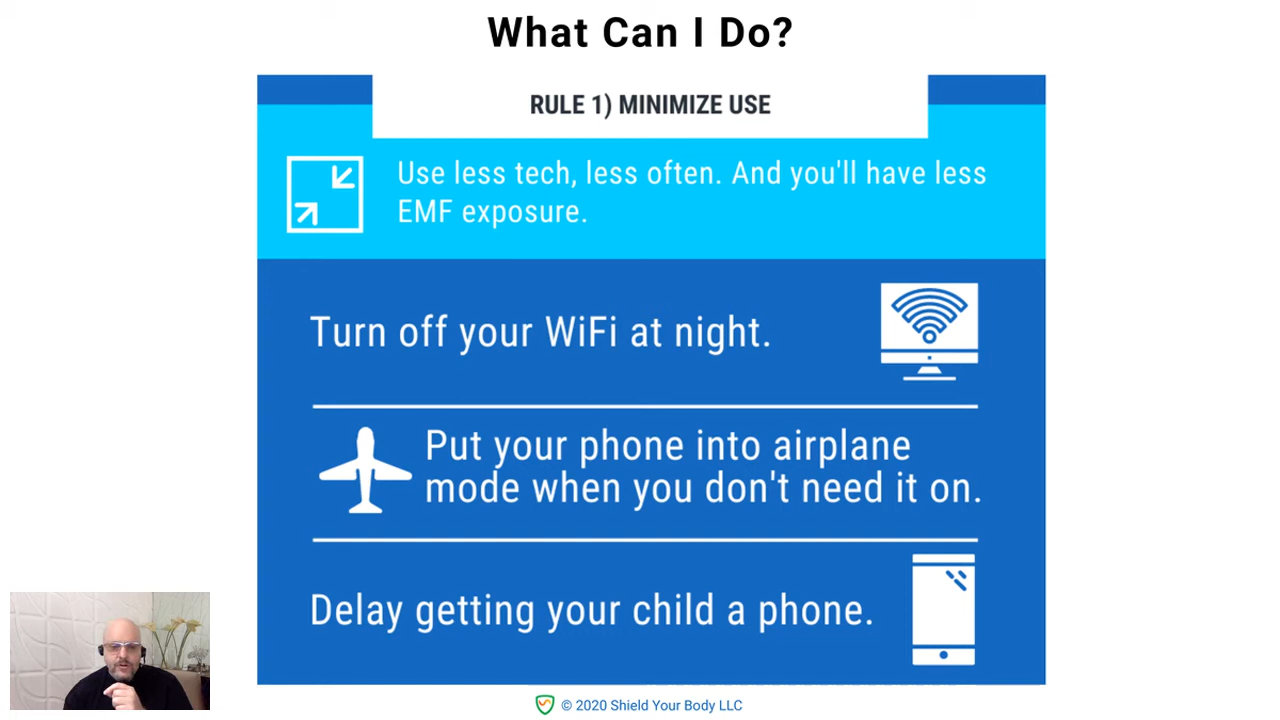 What Can I Do?
RULE 1) MINIMIZE USE
Use less tech, less often. And you'll have less
EMF exposure.
Turn off your WiFi at night.
Put your phone into airplane
mode when you don't need it on.
Delay getting your child a phone.
© 2020 Shield Your Body LLC